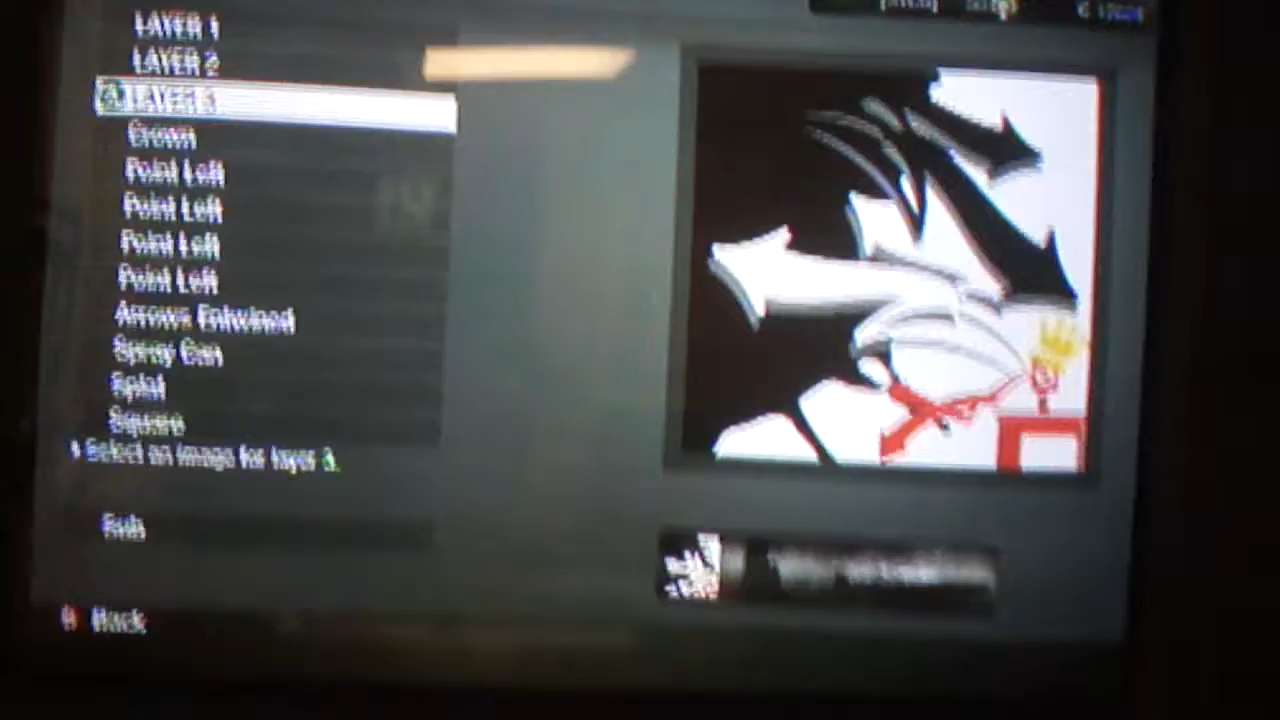 LAYER 1
LAYER 2
LAYER 3
Crown
Point Left
Point Left
Point Left
Point Left
Arrows Entwined
Spray Can
Splat
Square
Select an image for layer 3.
Back